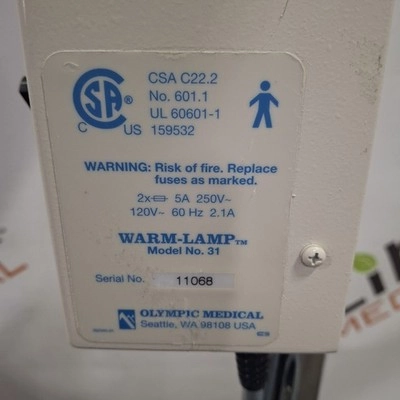 CSA C22.2
No. 601.1
UL 60601-1
159532
CSA®
C US
WARNING: Risk of fire. Replace
fuses as marked.
2x 5A 250V~
120V~ 60 Hz 2.1A
WARM-LAMP™
Model No. 31
Serial No. 11068
OLYMPIC MEDICAL
Seattle, WA 98108 USA